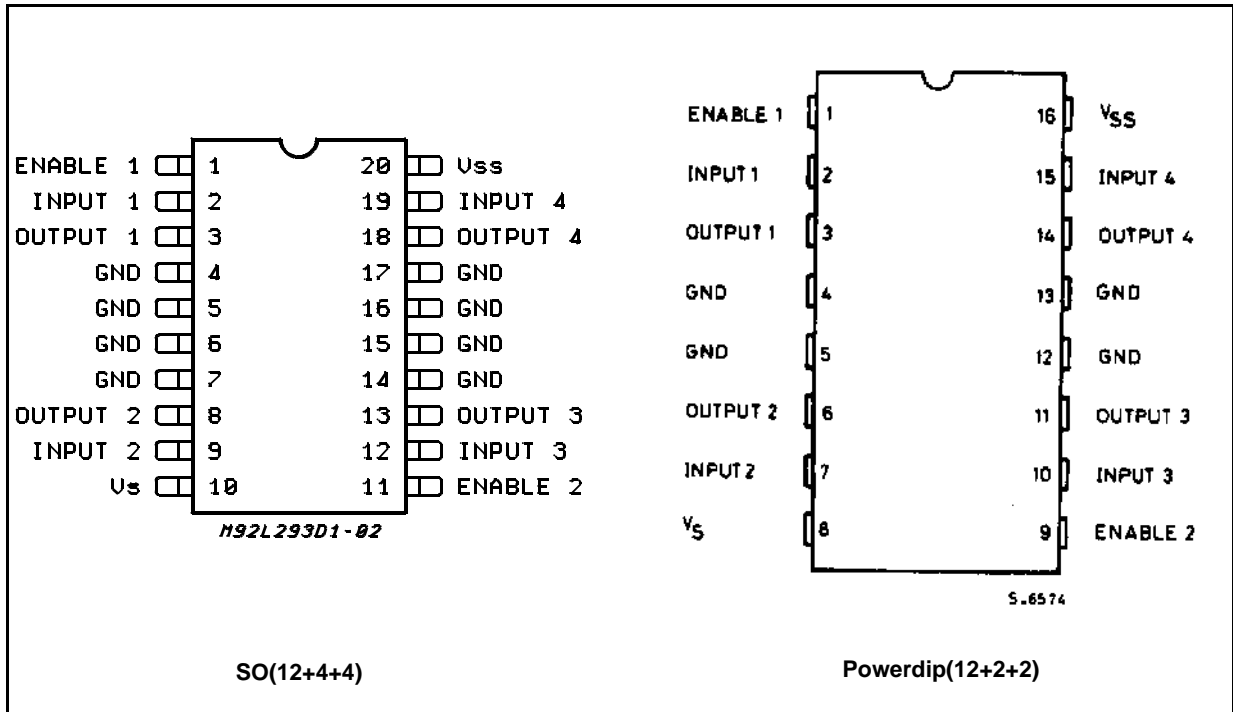 ENABLE 1 1 20 Vss
INPUT 1 2 19 INPUT 4
OUTPUT 1 3 18 OUTPUT 4
GND 4 17 GND
GND 5 16 GND
GND 6 15 GND
GND 7 14 GND
OUTPUT 2 8 13 OUTPUT 3
INPUT 2 9 12 INPUT 3
Vs 10 11 ENABLE 2
M92L293D1-02
SO(12+4+4)
ENABLE 1 1 16 VSS
INPUT 1 2 15 INPUT 4
OUTPUT 1 3 14 OUTPUT 4
GND 4 13 GND
GND 5 12 GND
OUTPUT 2 6 11 OUTPUT 3
INPUT 2 7 10 INPUT 3
VS 8 9 ENABLE 2
S-6574
Powerdip(12+2+2)